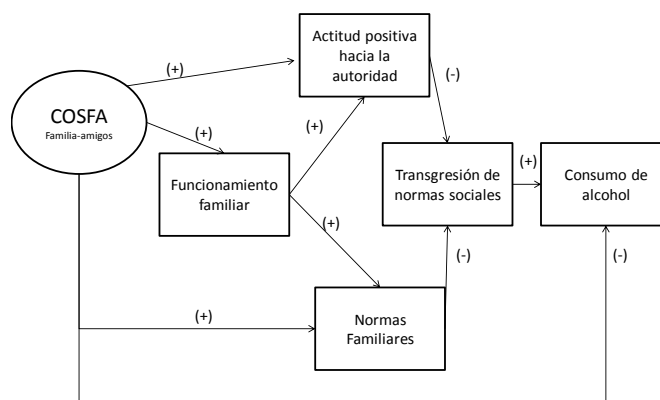 Actitud positiva
hacia la
autoridad
(+)
(-)
COSFA
Familia-amigos
(+)
(+)
Funcionamiento
familiar
Transgresión de
normas sociales
(+)
Consumo de
alcohol
(+)
(-)
(-)
(+)
Normas
Familiares